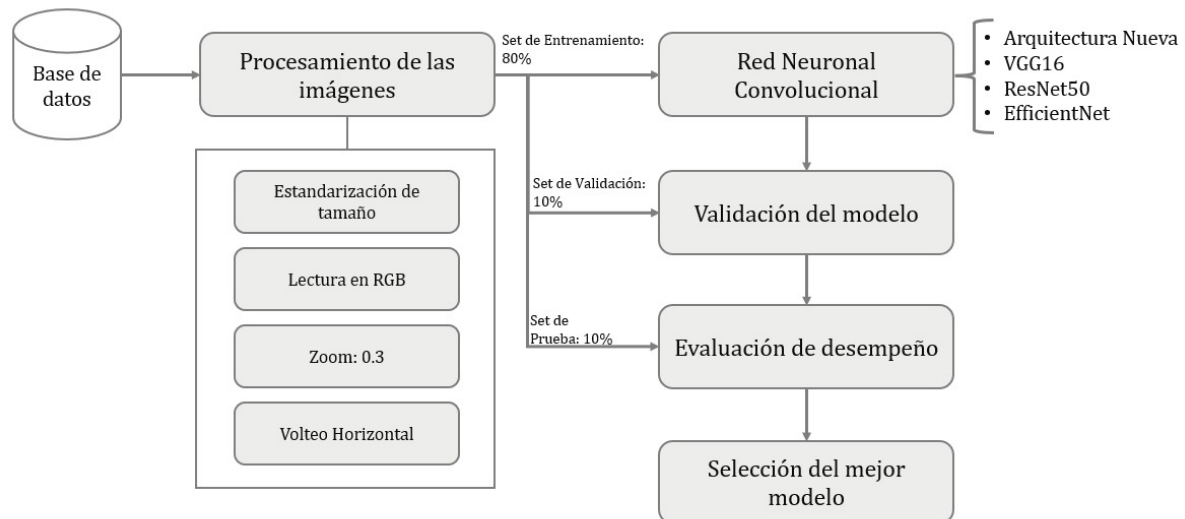 Base de
datos
Procesamiento de las
imágenes
Estandarización de
tamaño
Lectura en RGB
Zoom: 0.3
Volteo Horizontal
Set de Entrenamiento:
80%
Set de Validación:
10%
Set de
Prueba: 10%
Red Neuronal
Convolucional
• Arquitectura Nueva
• VGG16
• ResNet50
• EfficientNet
Validación del modelo
Evaluación de desempeño
Selección del mejor
modelo